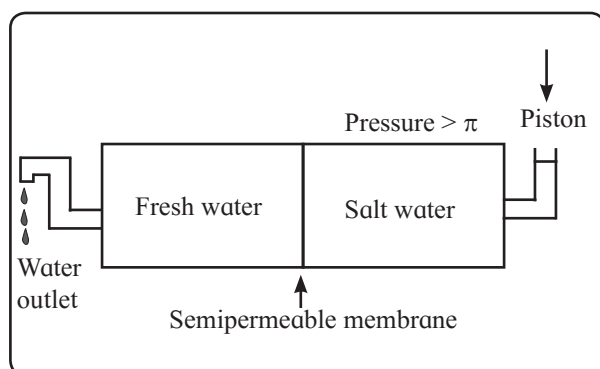 Pressure > π
Piston
Fresh water
Salt water
Water
outlet
Semipermeable membrane